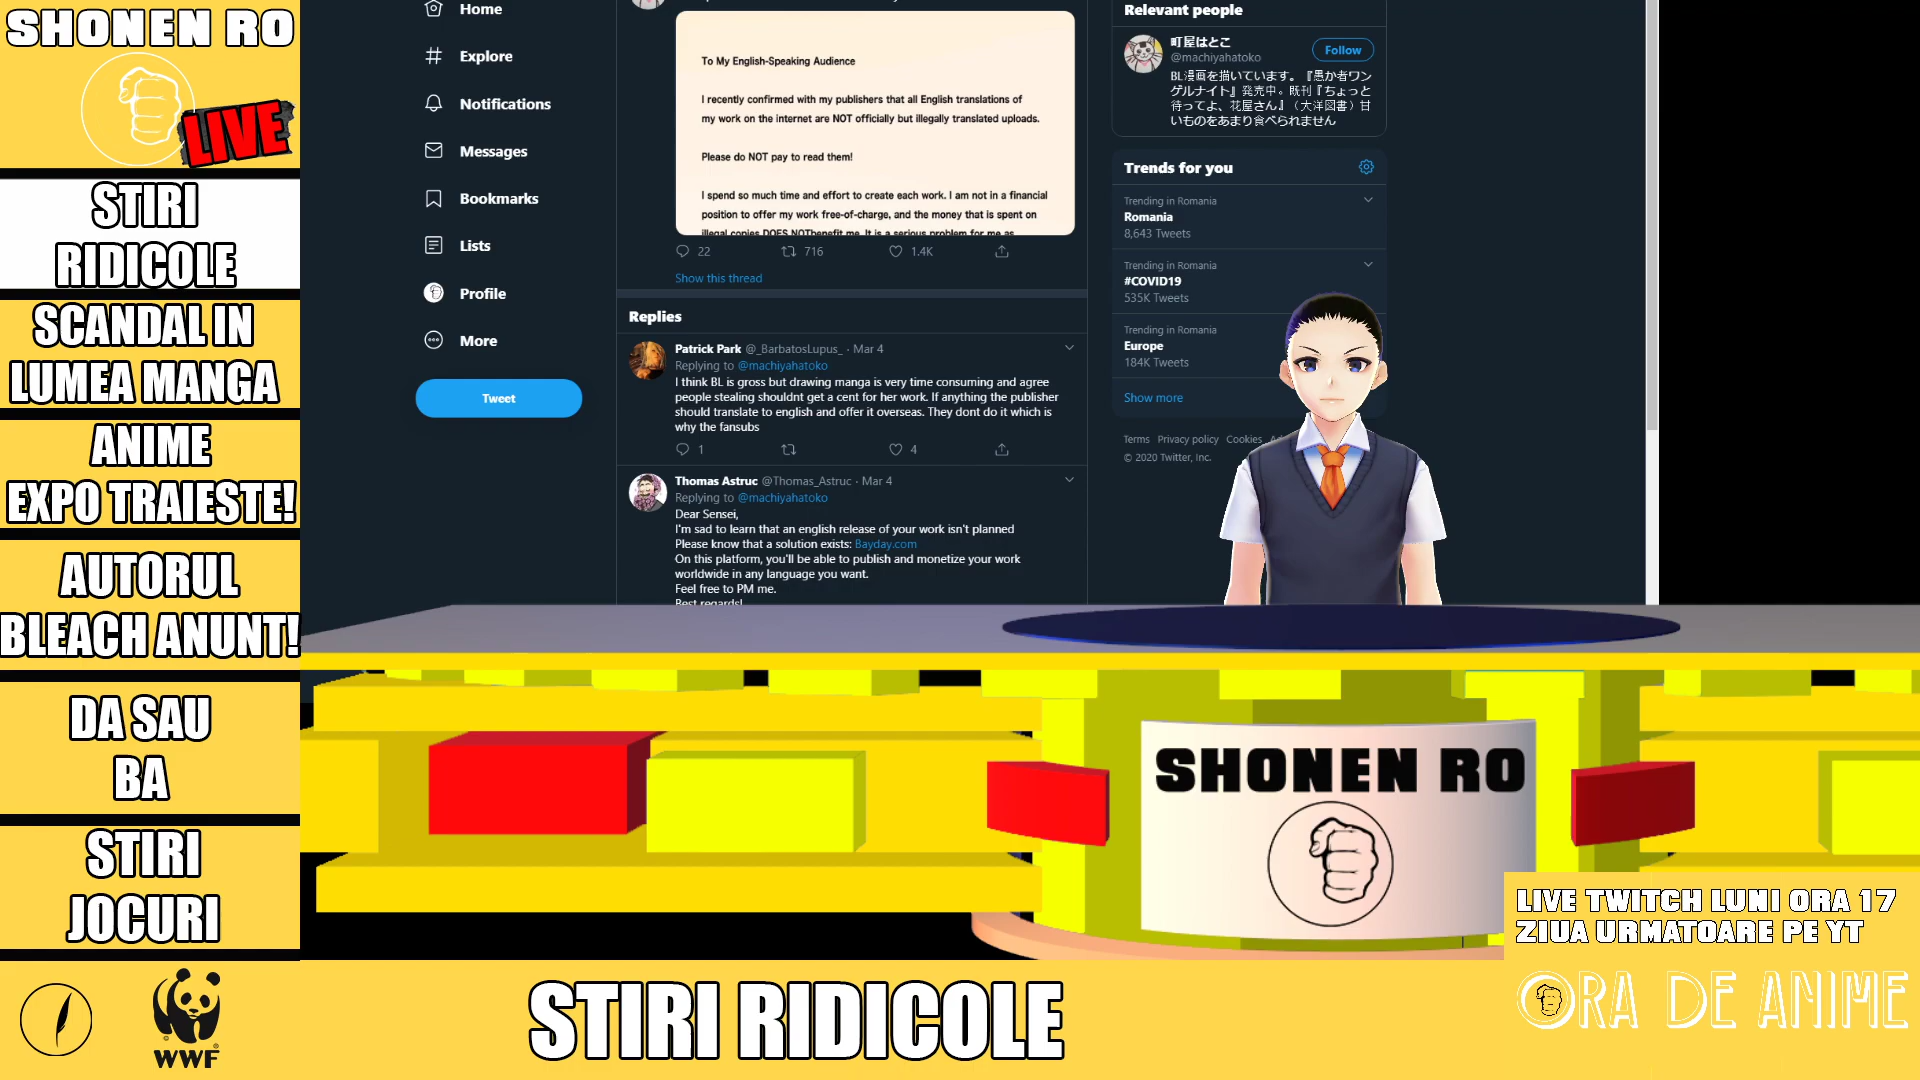 SHONEN RO
LIVE
STIRI
RIDICOLE
SCANDAL IN
LUMEA MANGA
ANIME
EXPO TRAIESTE!
AUTORUL
BLEACH ANUNT!
DA SAU
BA
STIRI
JOCURI
WWF
Home
Explore
Notifications
Messages
Bookmarks
Lists
Profile
More
Tweet
To My English-Speaking Audience
I recently confirmed with my publishers that all English translations of
my work on the internet are NOT officially but illegally translated uploads.
Please do NOT pay to read them!
I spend so much time and effort to create each work. I am not in a financial
position to offer my work free-of-charge, and the money that is spent on
illegal copies DOES NOTbenefit me. It is a serious problem for me as
22
716
1.4K
Show this thread
Replies
Patrick Park @_BarbatosLupus_ · Mar 4
Replying to @machiyahatoko
I think BL is gross but drawing manga is very time consuming and agree
people stealing shouldnt get a cent for her work. If anything the publisher
should translate to english and offer it overseas. They dont do it which is
why the fansubs
1
4
Thomas Astruc @Thomas_Astruc · Mar 4
Replying to @machiyahatoko
Dear Sensei,
I'm sad to learn that an english release of your work isn't planned
Please know that a solution exists: Bayday.com
On this platform, you'll be able to publish and monetize your work
worldwide in any language you want.
Feel free to PM me.
Best regards!
Relevant people
町屋はとこ
@machiyahatoko
Follow
BL漫画を描いています。『愚か者ワン
ゲルナイト』発売中。既刊『ちょっと
待ってよ、花屋さん』（大洋図書）甘
いものをあまり食べられません
Trends for you
Trending in Romania
Romania
8,643 Tweets
Trending in Romania
#COVID19
535K Tweets
Trending in Romania
Europe
184K Tweets
Show more
Terms Privacy policy Cookies
© 2020 Twitter, Inc.
SHONEN RO
LIVE TWITCH LUNI ORA 17
ZIUA URMATOARE PE YT
ORA DE ANIME
STIRI RIDICOLE